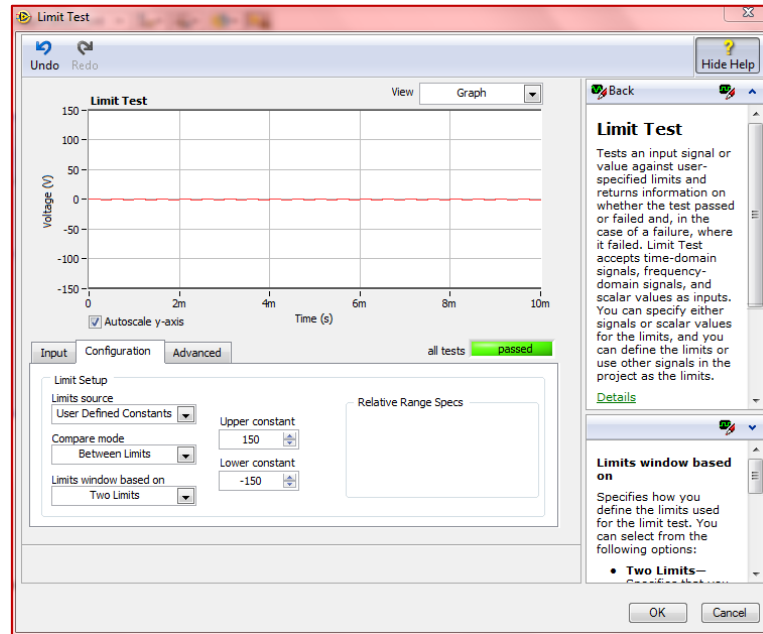 Limit Test
Undo
Redo
Hide Help
Limit Test
View
Graph
150
100
50
0
-50
-100
-150
Voltage (V)
0
2m
4m
6m
8m
10m
Time (s)
Autoscale y-axis
Input
Configuration
Advanced
all tests
passed
Limit Setup
Limits source
User Defined Constants
Compare mode
Between Limits
Limits window based on
Two Limits
Upper constant
150
Lower constant
-150
Relative Range Specs
Back
Limit Test
Tests an input signal or
value against user-
specified limits and
returns information on
whether the test passed
or failed and, in the
case of a failure, where
it failed. Limit Test
accepts time-domain
signals, frequency-
domain signals, and
scalar values as inputs.
You can specify either
signals or scalar values
for the limits, and you
can define the limits or
use other signals in the
project as the limits.
Details
Limits window based
on
Specifies how you
define the limits used
for the limit test. You
can select from the
following options:
• Two Limits—
OK
Cancel